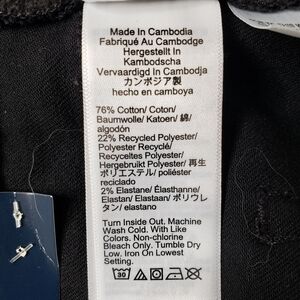 Made In Cambodia
Fabriqué Au Cambodge
Hergestellt In
Kambodscha
Vervaardigd In Cambodja
カンボジア製
hecho en camboya
76% Cotton/ Coton/
Baumwolle/ Katoen/ 綿/
algodón
22% Recycled Polyester/
Polyester Recyclé/
Recyceltes Polyester/
Hergebruikt Polyester/ 再生
ポリエステル/ poliéster
reciclado
2% Elastane/ Élasthanne/
Elastan/ Elastaan/ ポリウレ
タン/ elastano
Turn Inside Out. Machine
Wash Cold. With Like
Colors. Non-chlorine
Bleach Only. Tumble Dry
Low. Iron On Lowest
Setting.
30